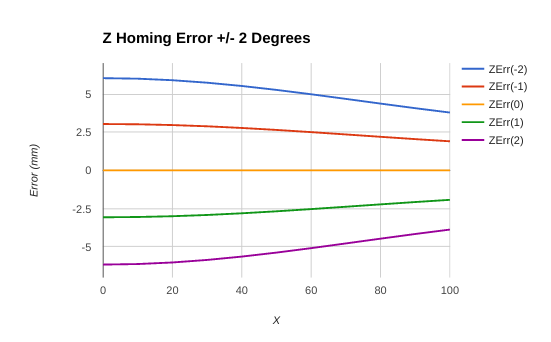 Z Homing Error +/- 2 Degrees
ZErr(-2)
ZErr(-1)
ZErr(0)
ZErr(1)
ZErr(2)
5
2.5
0
-2.5
-5
Error (mm)
0 20 40 60 80 100
X